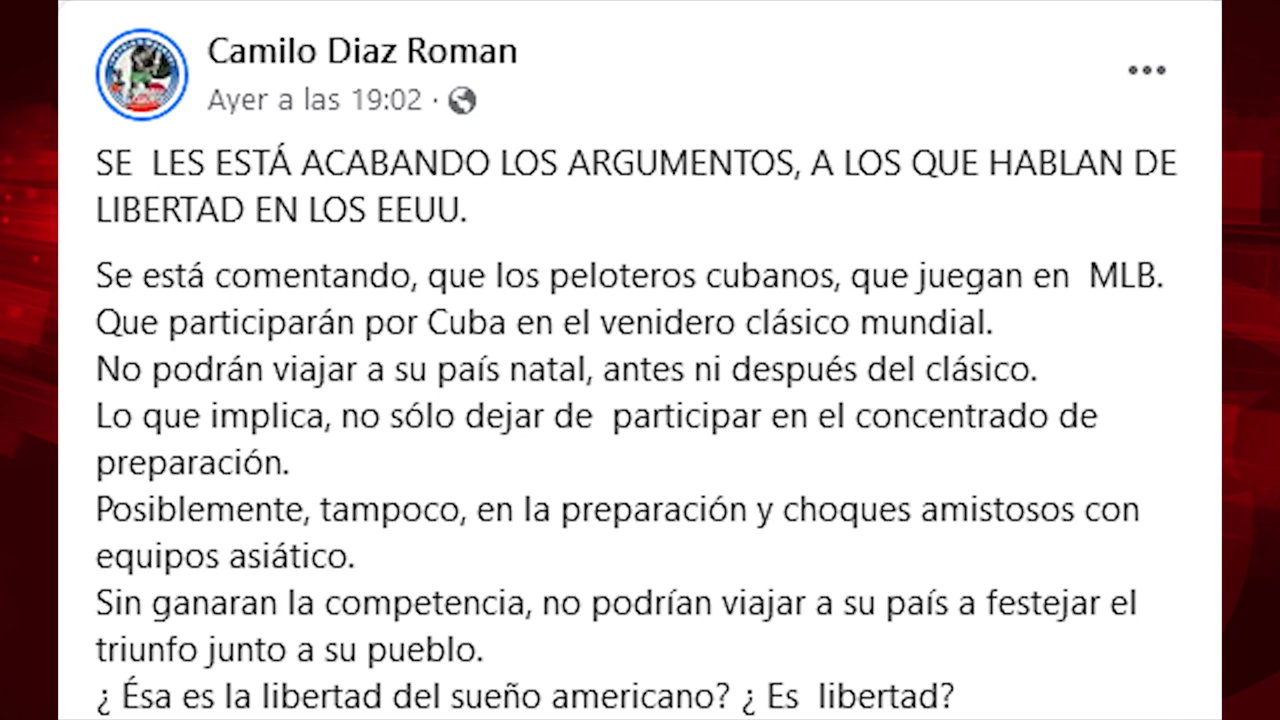 Camilo Diaz Roman
Ayer a las 19:02 ·
SE LES ESTÁ ACABANDO LOS ARGUMENTOS, A LOS QUE HABLAN DE
LIBERTAD EN LOS EEUU.
Se está comentando, que los peloteros cubanos, que juegan en MLB.
Que participarán por Cuba en el venidero clásico mundial.
No podrán viajar a su país natal, antes ni después del clásico.
Lo que implica, no sólo dejar de participar en el concentrado de
preparación.
Posiblemente, tampoco, en la preparación y choques amistosos con
equipos asiático.
Sin ganaran la competencia, no podrían viajar a su país a festejar el
triunfo junto a su pueblo.
¿ Ésa es la libertad del sueño americano? ¿ Es libertad?